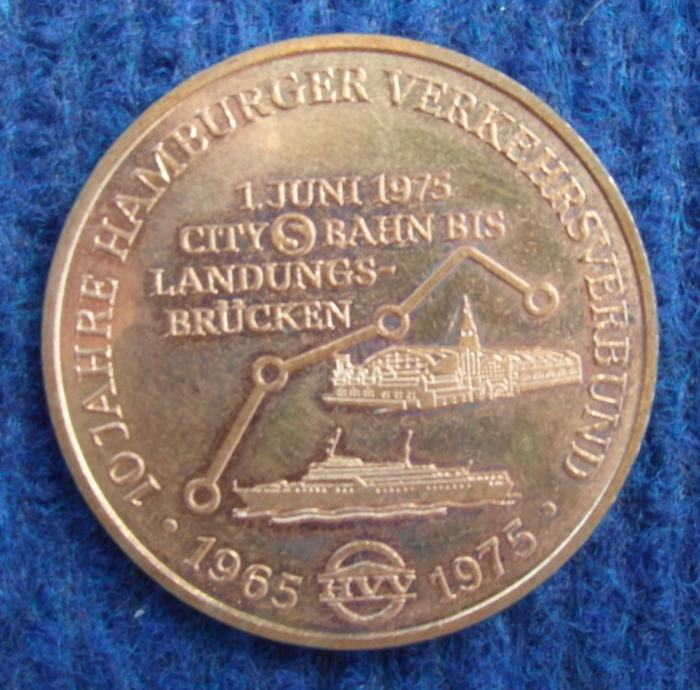 10 JAHRE HAMBURGER VERKEHRSVERBUND
1. JUNI 1975
CITY S BAHN BIS
LANDUNGS-
BRÜCKEN
· 1965 HVV 1975 ·